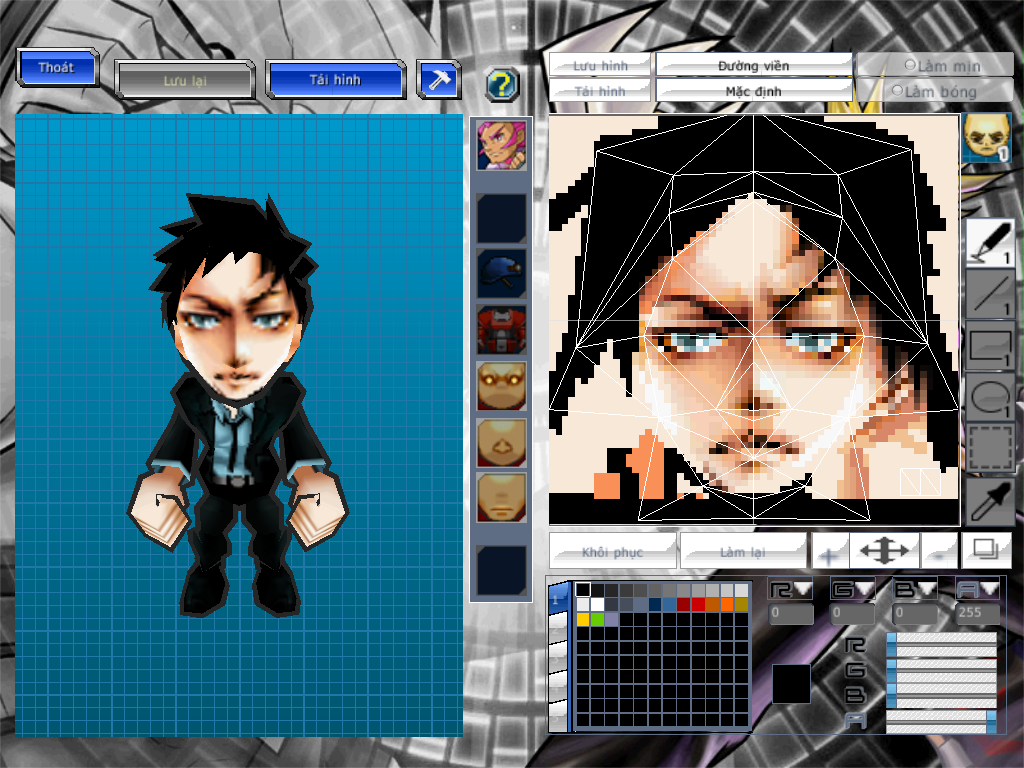 Thoát
Lưu lại
Tải hình
?
Lưu hình
Đường viền
Làm mịn
Tải hình
Mặc định
Làm bóng
1
1
1
1
1
Khôi phục
Làm lại
+
-
R
G
B
A
0
0
0
255
R
G
B
A